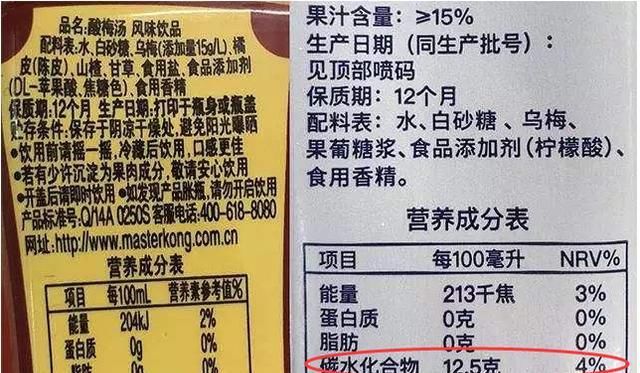 品名:酸梅汤 风味饮品
配料表:水、白砂糖、乌梅(添加量15g/L)、橘
皮(陈皮)、山楂、甘草、食用盐、食品添加剂
(DL-苹果酸、焦糖色)、食用香精
保质期:12个月 生产日期:打印于瓶身或瓶盖
贮存条件:保存于阴凉干燥处,避免阳光曝晒
•饮用前请摇一摇,冷藏后饮用,口感更佳
•若有少许沉淀为果肉成分,敬请安心饮用
•开盖后请即时饮用 •如发现产品胀瓶,请勿开启饮用
产品标准号:Q/14A 0250S 客服电话:400-618-8080
网址:http://www.masterkong.com.cn
营养成分表
项目 每100mL 营养素参考值%
能量 204kJ 2%
蛋白质 0g 0%
脂肪 0g 0%
果汁含量: ≥15%
生产日期(同生产批号):
见顶部喷码
保质期: 12个月
配料表: 水、白砂糖、乌梅、
果葡糖浆、食品添加剂(柠檬酸)、
食用香精。
营养成分表
项目 每100毫升 NRV%
能量 213千焦 3%
蛋白质 0克 0%
脂肪 0克 0%
碳水化合物 12.5克 4%